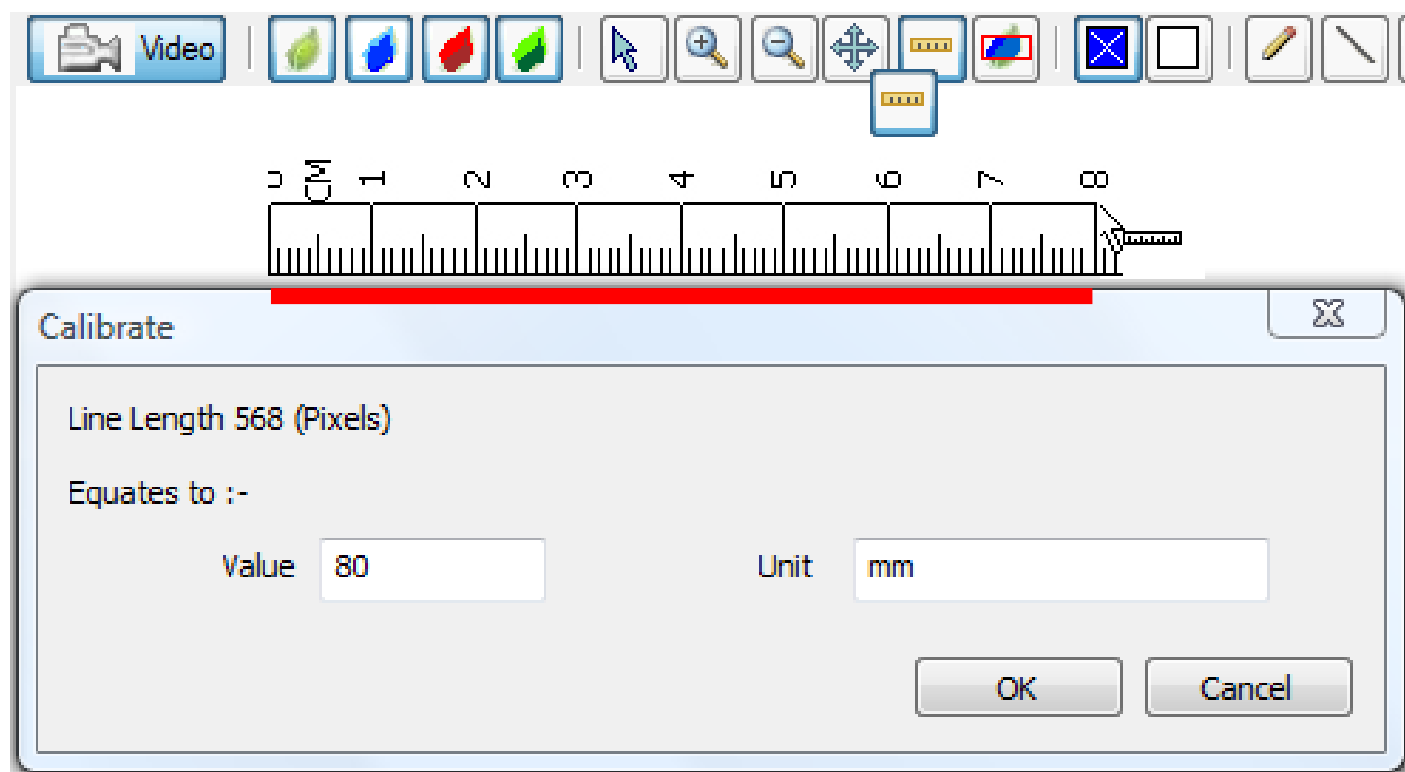 Video
0 CM 1 2 3 4 5 6 7 8
Calibrate
Line Length 568 (Pixels)
Equates to :-
Value 80 Unit mm
OK Cancel